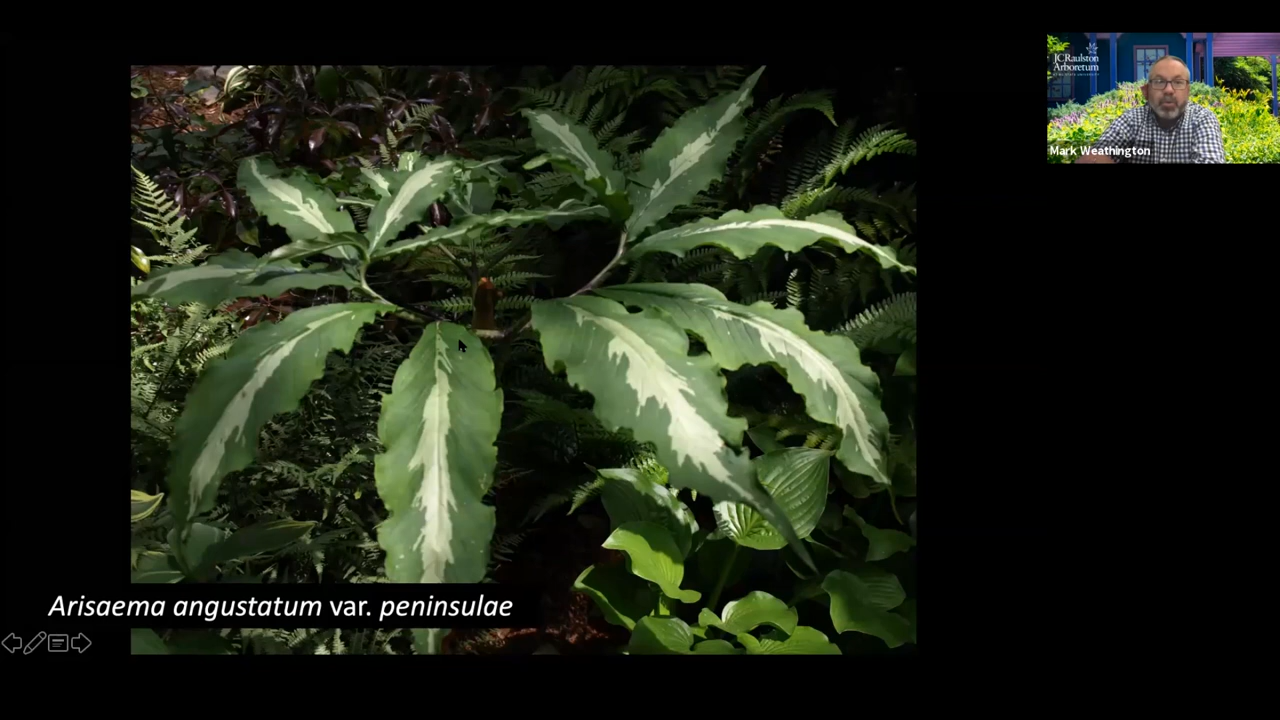 JC Raulston
Arboretum
Mark Weathington
Arisaema angustatum var. peninsulae